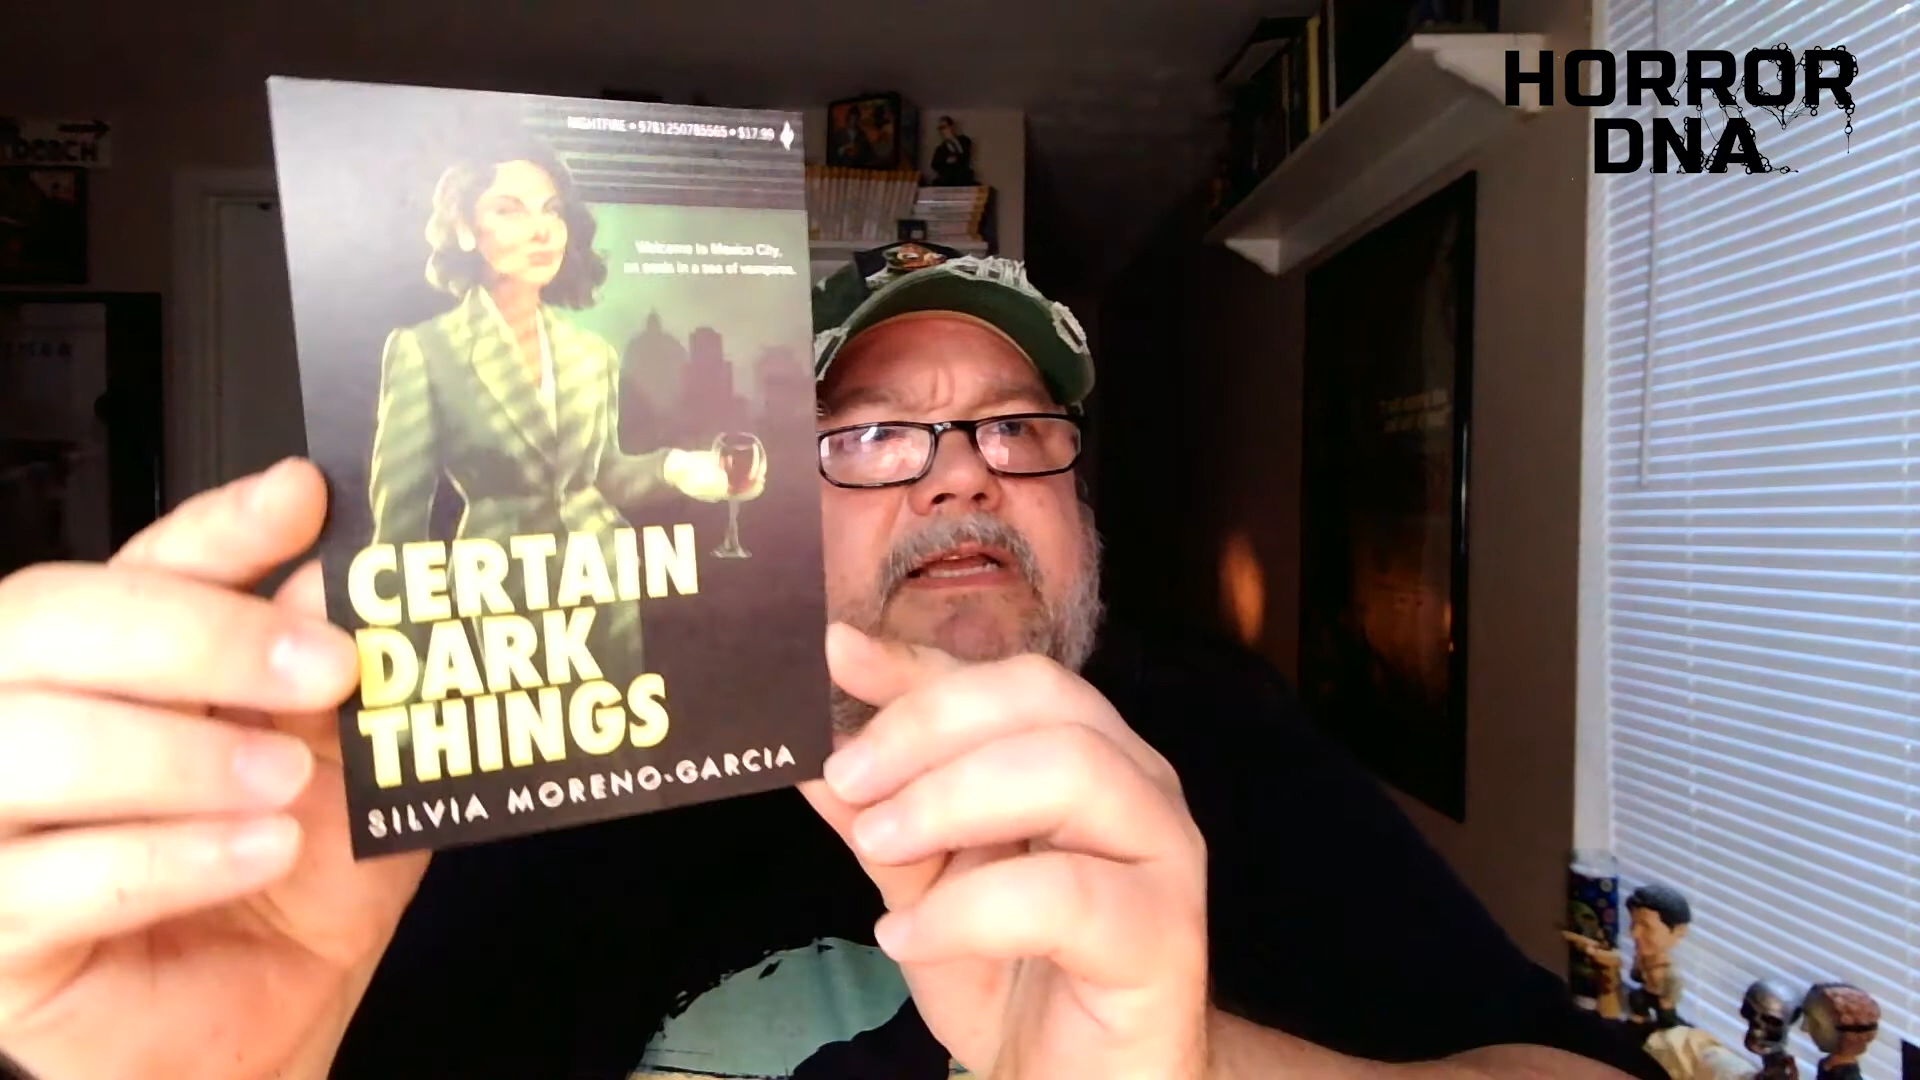 HORROR
DNA
NIGHTFIRE • 9781250785565 • $17.99
Welcome to Mexico City,
an oasis in a sea of vampires.
CERTAIN
DARK
THINGS
SILVIA MORENO-GARCIA